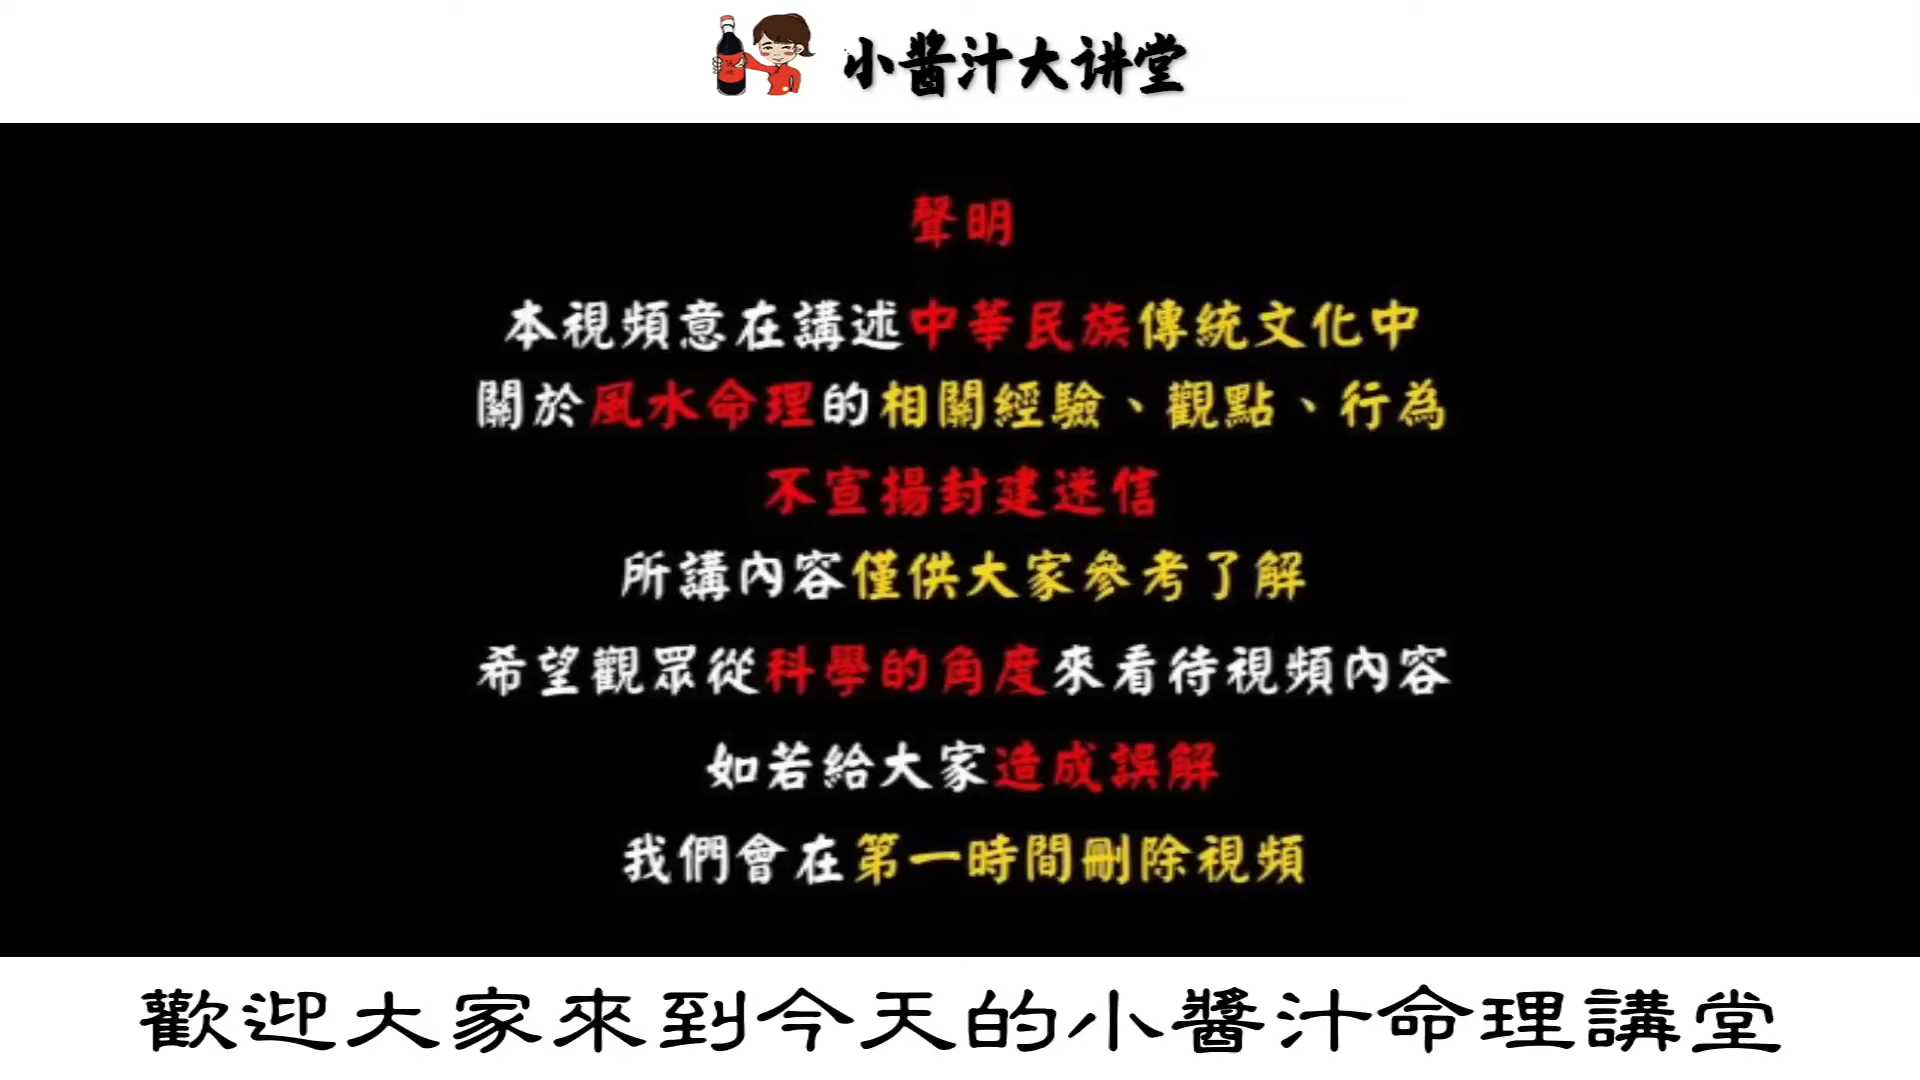 小醬汁大讲堂
聲明
本視頻意在講述中華民族傳統文化中
關於風水命理的相關經驗、觀點、行為
不宣揚封建迷信
所講內容僅供大家參考了解
希望觀眾從科學的角度來看待視頻內容
如若給大家造成誤解
我們會在第一時間刪除視頻
歡迎大家來到今天的小醬汁命理講堂